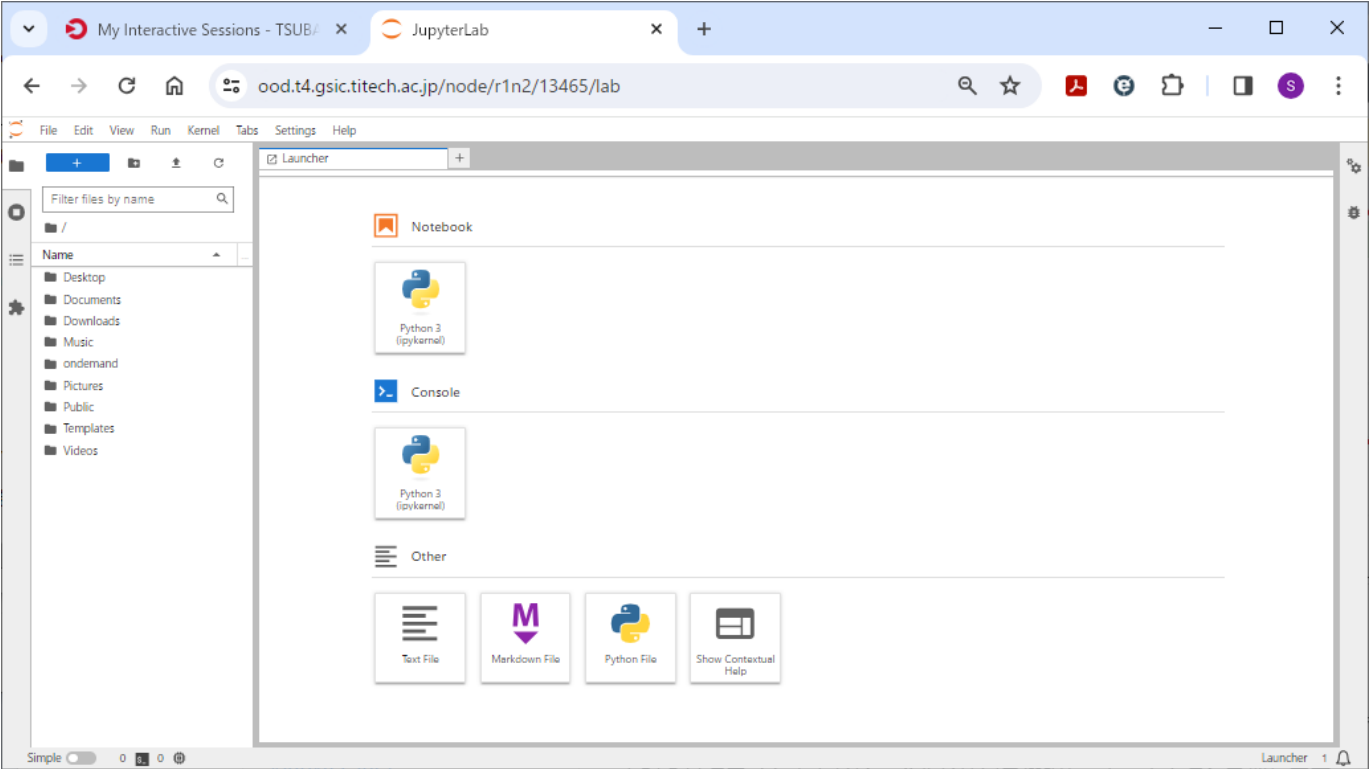 My Interactive Sessions - TSUBA
JupyterLab
ood.t4.gsic.titech.ac.jp/node/r1n2/13465/lab
S
File Edit View Run Kernel Tabs Settings Help
+
Launcher
+
Filter files by name
/
Name
...
Desktop
Documents
Downloads
Music
ondemand
Pictures
Public
Templates
Videos
Notebook
Python 3
(ipykernel)
Console
Python 3
(ipykernel)
Other
Text File
M
Markdown File
Python File
Show Contextual
Help
Simple 0 0
Launcher 1